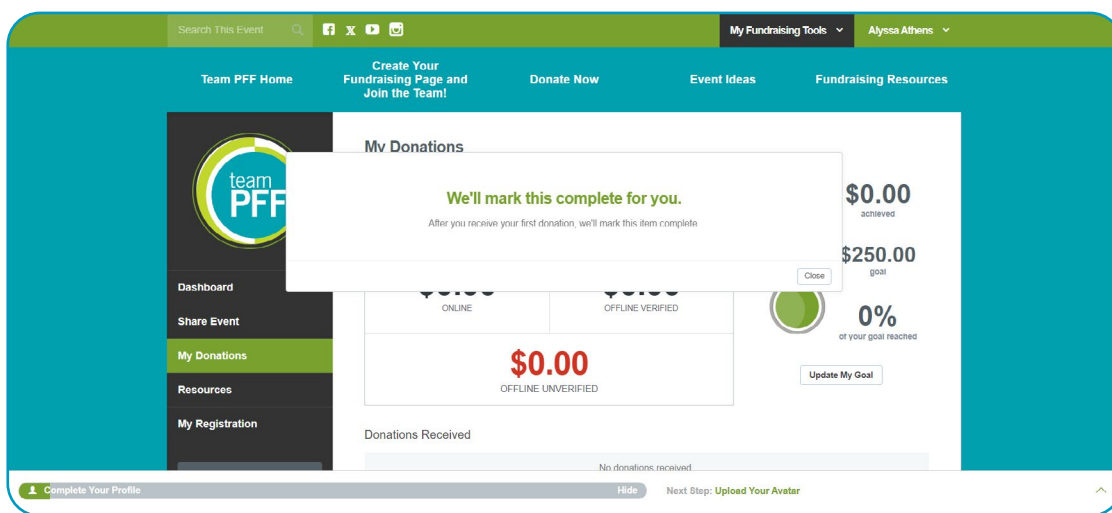 Search This Event
My Fundraising Tools
Alyssa Athens
Team PFF Home
Create Your
Fundraising Page and
Join the Team!
Donate Now
Event Ideas
Fundraising Resources
team
PFF
Dashboard
Share Event
My Donations
Resources
My Registration
My Donations
We'll mark this complete for you.
After you receive your first donation, we'll mark this item complete
Close
$0.00
achieved
$250.00
goal
0%
of your goal reached
Update My Goal
ONLINE
OFFLINE VERIFIED
$0.00
OFFLINE UNVERIFIED
Donations Received
No donations received
Complete Your Profile
Hide
Next Step: Upload Your Avatar